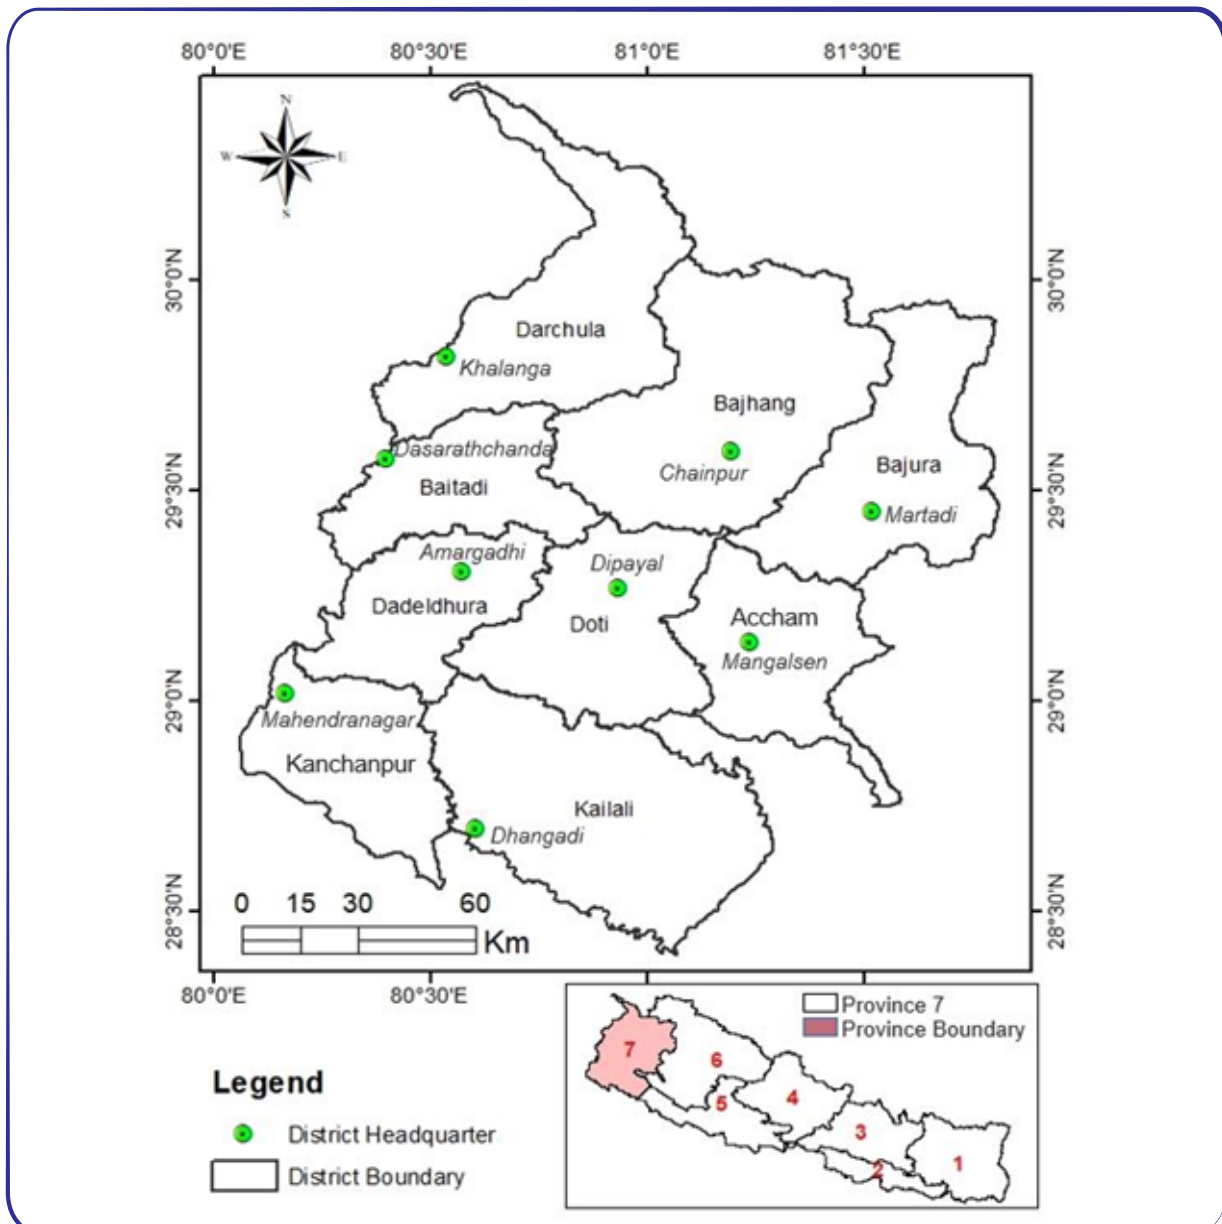 80°0'E 80°30'E 81°0'E 81°30'E
N
W E
S
30°0'N 30°0'N
Darchula
Khalanga
Bajhang
Dasarathchanda
Chainpur
Bajura
Baitadi
29°30'N 29°30'N
Martadi
Amargadhi
Dipayal
Dadeldhura
Doti
Accham
Mangalsen
29°0'N 29°0'N
Mahendranagar
Kanchanpur
Kailali
Dhangadi
28°30'N 28°30'N
0 15 30 60
Km
80°0'E 80°30'E
Province 7
Province Boundary
7
6
5
4
3
2
1
Legend
District Headquarter
District Boundary